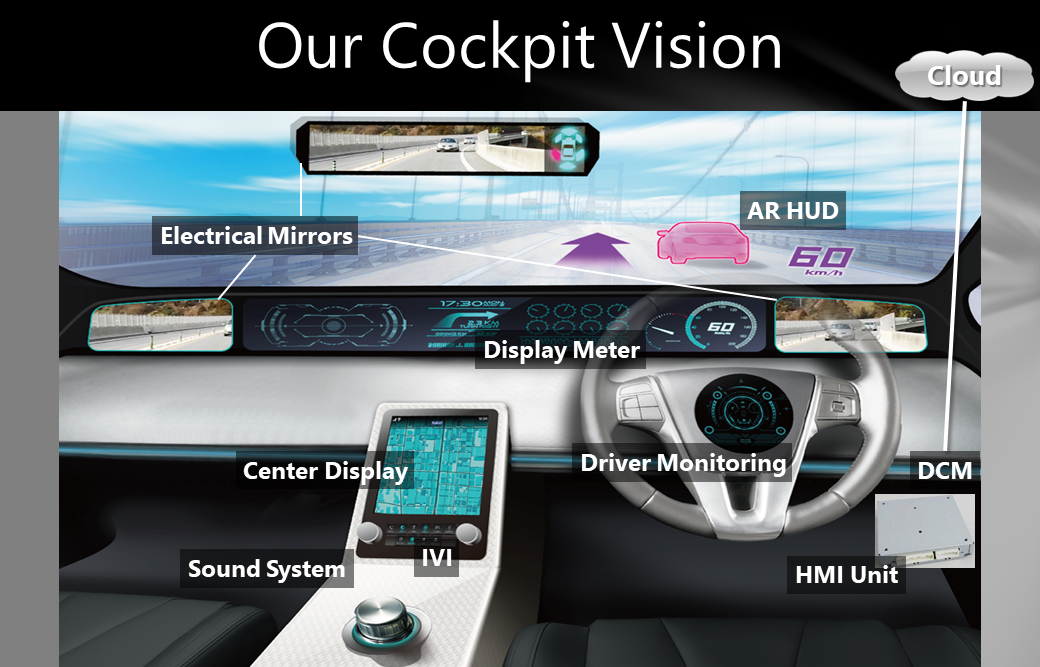 Our Cockpit Vision
Cloud
AR HUD
Electrical Mirrors
60
km/h
17:30
60
Display Meter
Center Display
Driver Monitoring
DCM
IVI
Sound System
HMI Unit